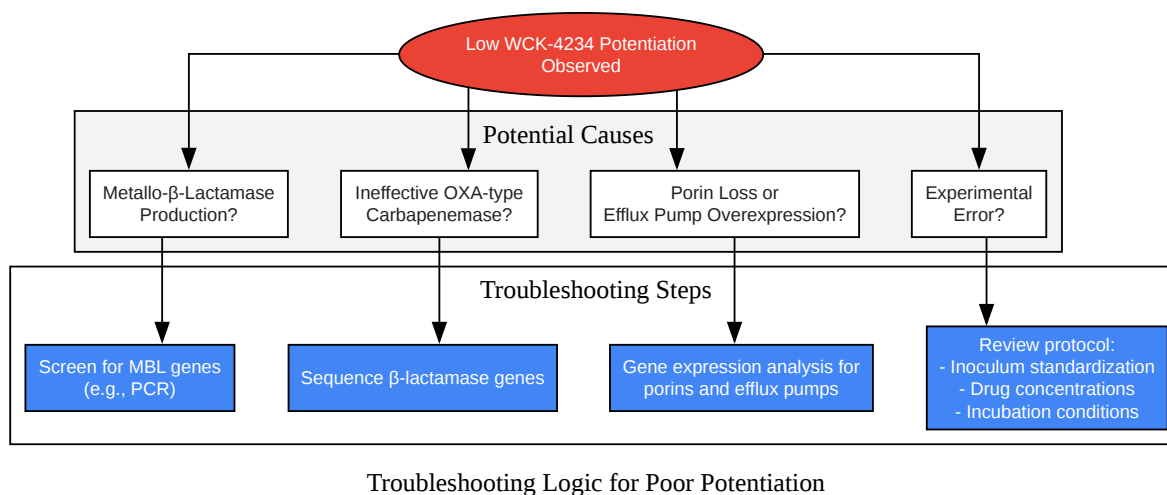 Low WCK-4234 Potentiation
Observed
Potential Causes
Metallo-β-Lactamase
Production?
Ineffective OXA-type
Carbapenemase?
Porin Loss or
Efflux Pump Overexpression?
Experimental
Error?
Troubleshooting Steps
Screen for MBL genes
(e.g., PCR)
Sequence β-lactamase genes
Gene expression analysis for
porins and efflux pumps
Review protocol:
- Inoculum standardization
- Drug concentrations
- Incubation conditions
Troubleshooting Logic for Poor Potentiation